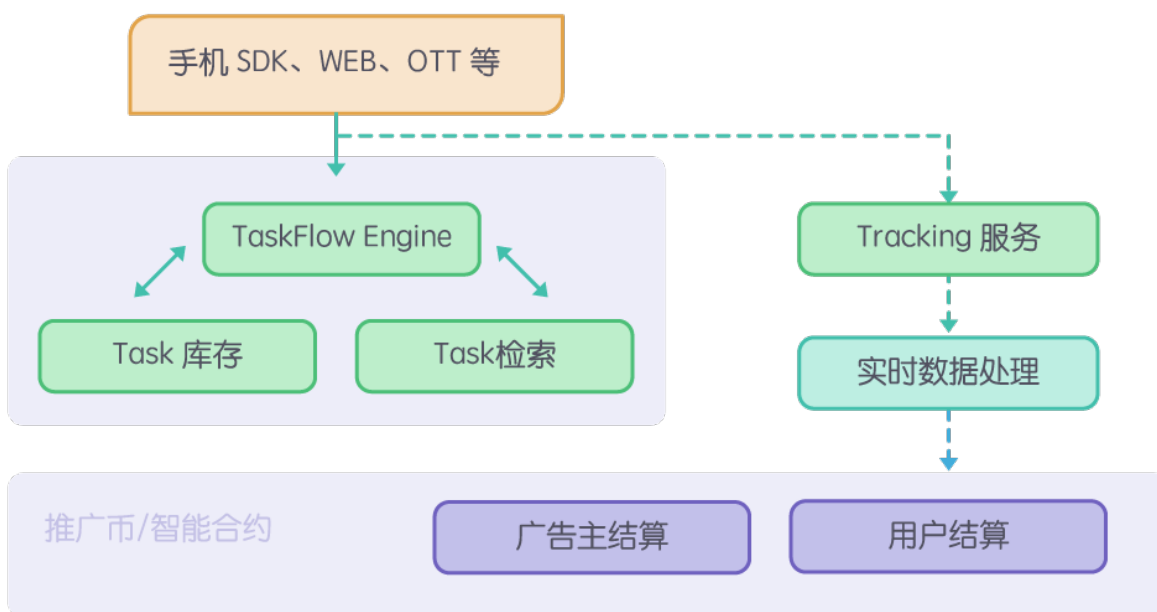 手机 SDK、WEB、OTT 等
TaskFlow Engine
Tracking 服务
Task 库存
Task检索
实时数据处理
推广币/智能合约
广告主结算
用户结算